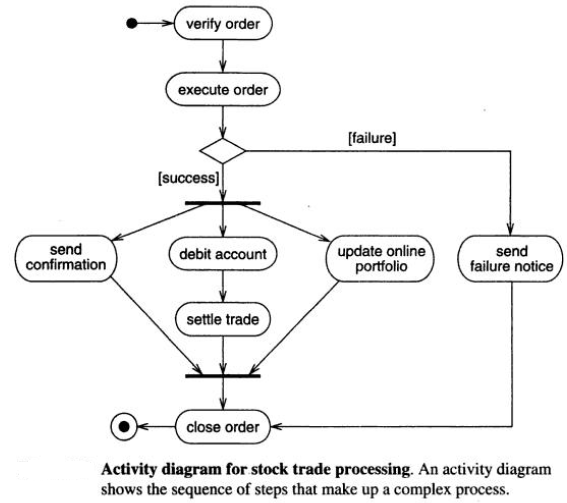 verify order
execute order
[failure]
[success]
send
confirmation
debit account
update online
portfolio
send
failure notice
settle trade
close order
Activity diagram for stock trade processing. An activity diagram
shows the sequence of steps that make up a complex process.